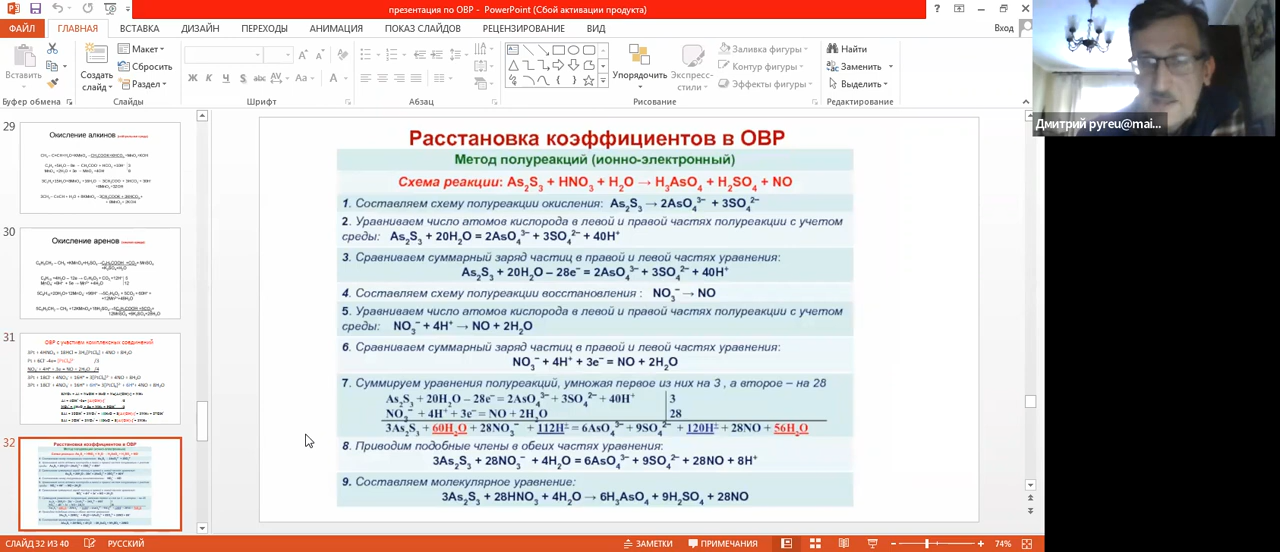 презентация по ОВР - PowerPoint (Сбой активации продукта)
ФАЙЛ ГЛАВНАЯ ВСТАВКА ДИЗАЙН ПЕРЕХОДЫ АНИМАЦИЯ ПОКАЗ СЛАЙДОВ РЕЦЕНЗИРОВАНИЕ ВИД Вход
Вставить
Создать слайд
Макет
Сбросить
Раздел
Ж К Ч S abc AV Aa A
Упорядочить
Экспресс-стили
Заливка фигуры
Контур фигуры
Эффекты фигуры
Найти
Заменить
Выделить
Буфер обмена Слайды Шрифт Абзац Рисование Редактирование
Дмитрий pyreu@mai...
29
Окисление алкинов
30
Окисление аренов
31
ОВР с участием комплексных соединений
32
Расстановка коэффициентов в ОВР
Расстановка коэффициентов в ОВР
Метод полуреакций (ионно-электронный)
Схема реакции: As₂S₃ + HNO₃ + H₂O → H₃AsO₄ + H₂SO₄ + NO
1. Составляем схему полуреакции окисления: As₂S₃ → 2AsO₄³⁻ + 3SO₄²⁻
2. Уравниваем число атомов кислорода в левой и правой частях полуреакции с учетом
среды: As₂S₃ + 20H₂O = 2AsO₄³⁻ + 3SO₄²⁻ + 40H⁺
3. Сравниваем суммарный заряд частиц в правой и левой частях уравнения:
As₂S₃ + 20H₂O – 28e⁻ = 2AsO₄³⁻ + 3SO₄²⁻ + 40H⁺
4. Составляем схему полуреакции восстановления : NO₃⁻ → NO
5. Уравниваем число атомов кислорода в левой и правой частях полуреакции с учетом
среды: NO₃⁻ + 4H⁺ → NO + 2H₂O
6. Сравниваем суммарный заряд частиц в правой и левой частях уравнения:
NO₃⁻ + 4H⁺ + 3e⁻ = NO + 2H₂O
7. Суммируем уравнения полуреакций, умножая первое из них на 3 , а второе – на 28
As₂S₃ + 20H₂O – 28e⁻ = 2AsO₄³⁻ + 3SO₄²⁻ + 40H⁺ 3
NO₃⁻ + 4H⁺ + 3e⁻ = NO + 2H₂O 28
3As₂S₃ + 60H₂O + 28NO₃⁻ + 112H⁺ = 6AsO₄³⁻ + 9SO₄²⁻ + 120H⁺ + 28NO + 56H₂O
8. Приводим подобные члены в обеих частях уравнения:
3As₂S₃ + 28NO₃⁻ + 4H₂O = 6AsO₄³⁻ + 9SO₄²⁻ + 28NO + 8H⁺
9. Составляем молекулярное уравнение:
3As₂S₃ + 28HNO₃ + 4H₂O → 6H₃AsO₄ + 9H₂SO₄ + 28NO
СЛАЙД 32 ИЗ 40 РУССКИЙ ЗАМЕТКИ ПРИМЕЧАНИЯ 74%